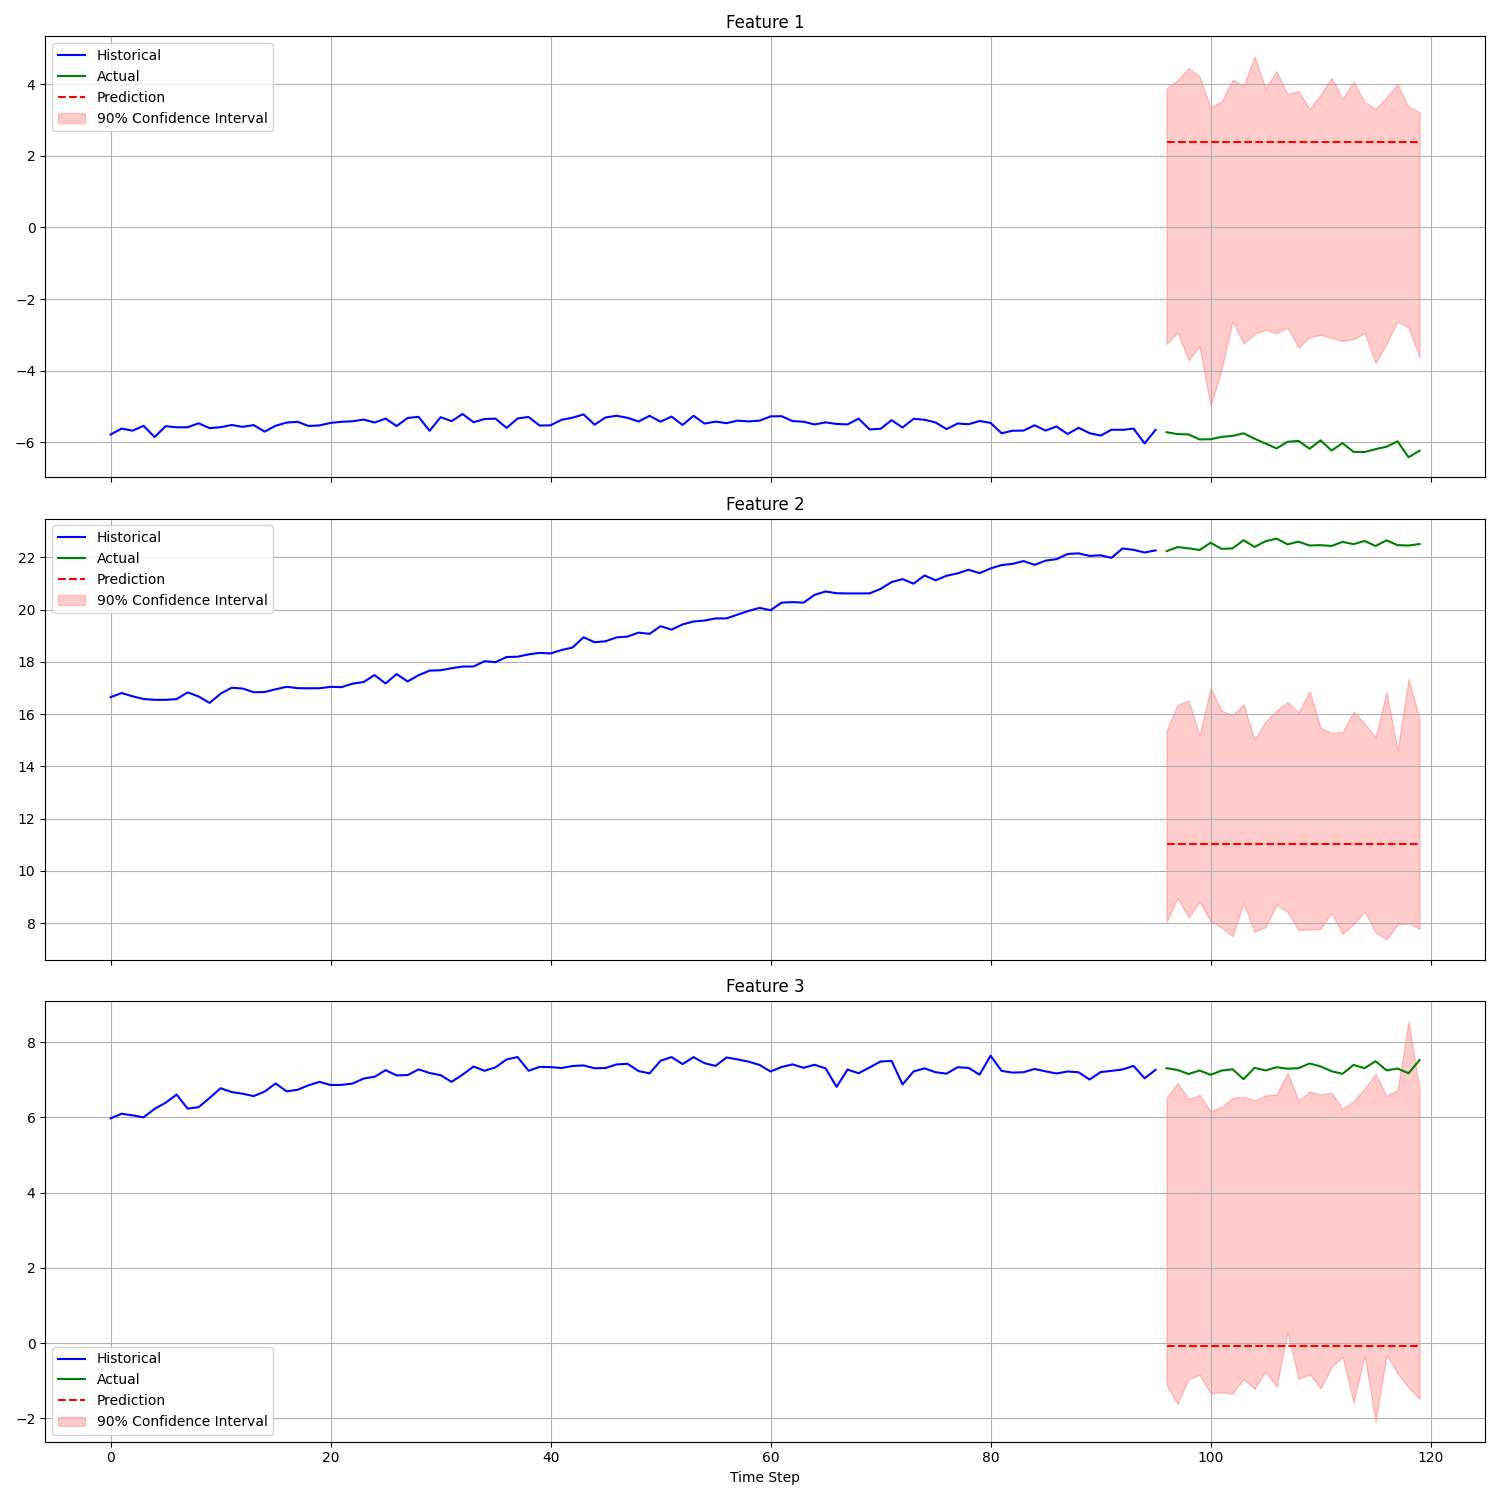 Feature 1
Historical
Actual
Prediction
90% Confidence Interval
4
2
0
−2
−4
−6
Feature 2
Historical
Actual
Prediction
90% Confidence Interval
22
20
18
16
14
12
10
8
Feature 3
8
6
4
2
0
−2
Historical
Actual
Prediction
90% Confidence Interval
0 20 40 60 80 100 120
Time Step